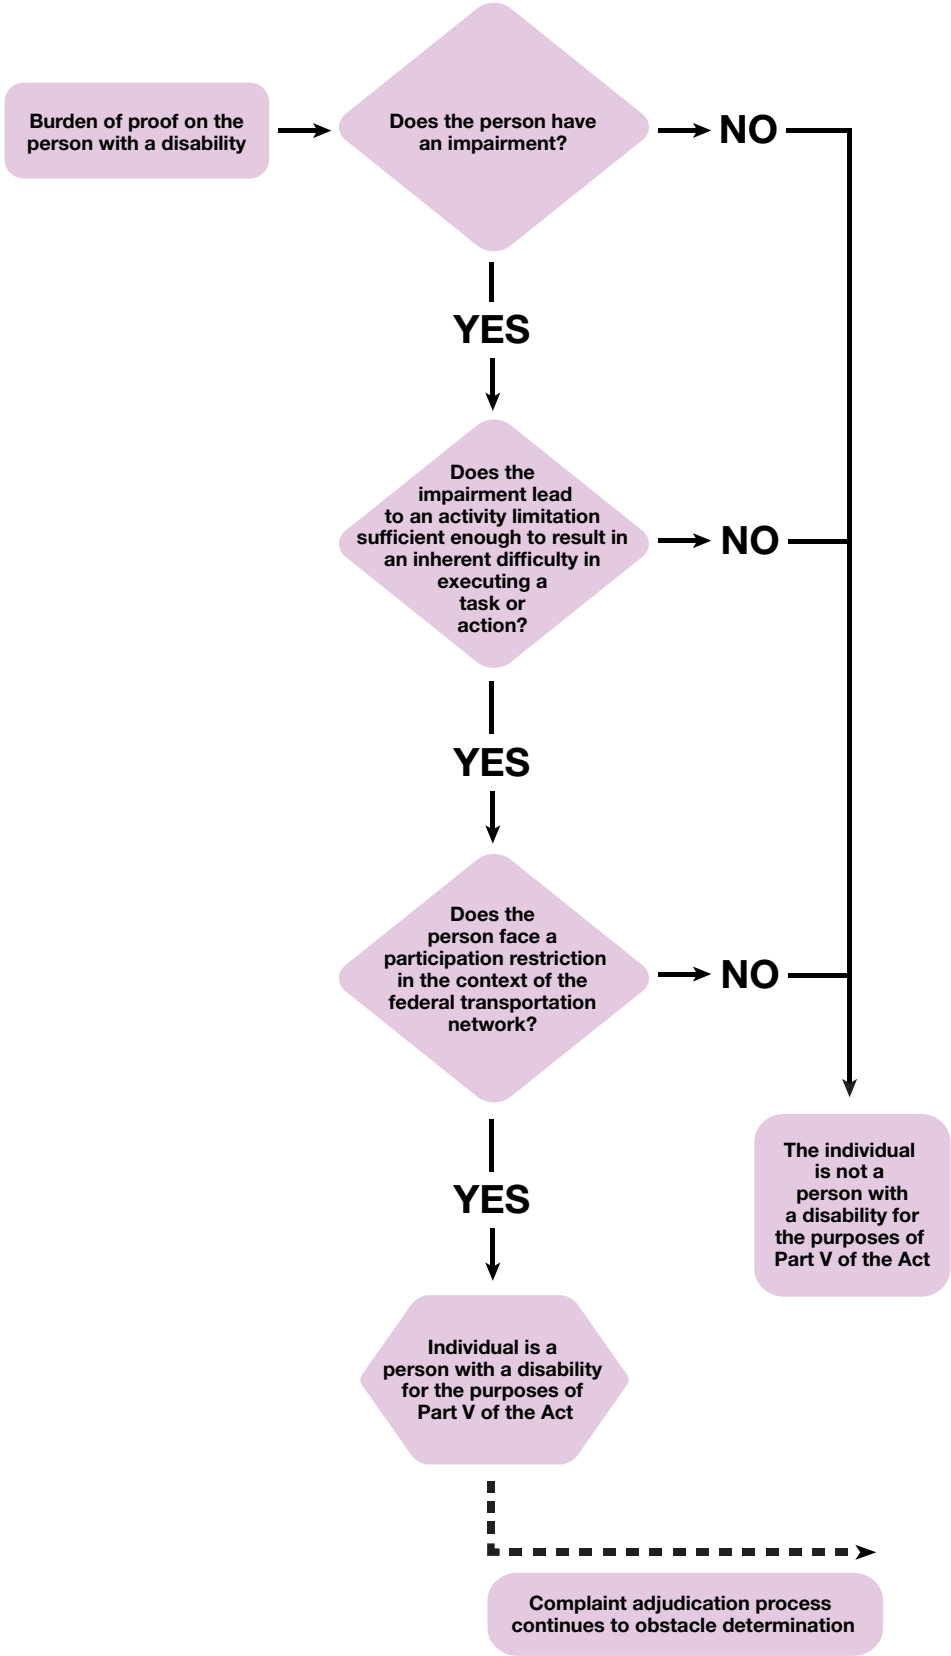 Burden of proof on the
person with a disability
Does the person have
an impairment?
NO
YES
Does the
impairment lead
to an activity limitation
sufficient enough to result in
an inherent difficulty in
executing a
task or
action?
NO
YES
Does the
person face a
participation restriction
in the context of the
federal transportation
network?
NO
YES
The individual
is not a
person with
a disability for
the purposes of
Part V of the Act
Individual is a
person with a disability
for the purposes of
Part V of the Act
Complaint adjudication process
continues to obstacle determination